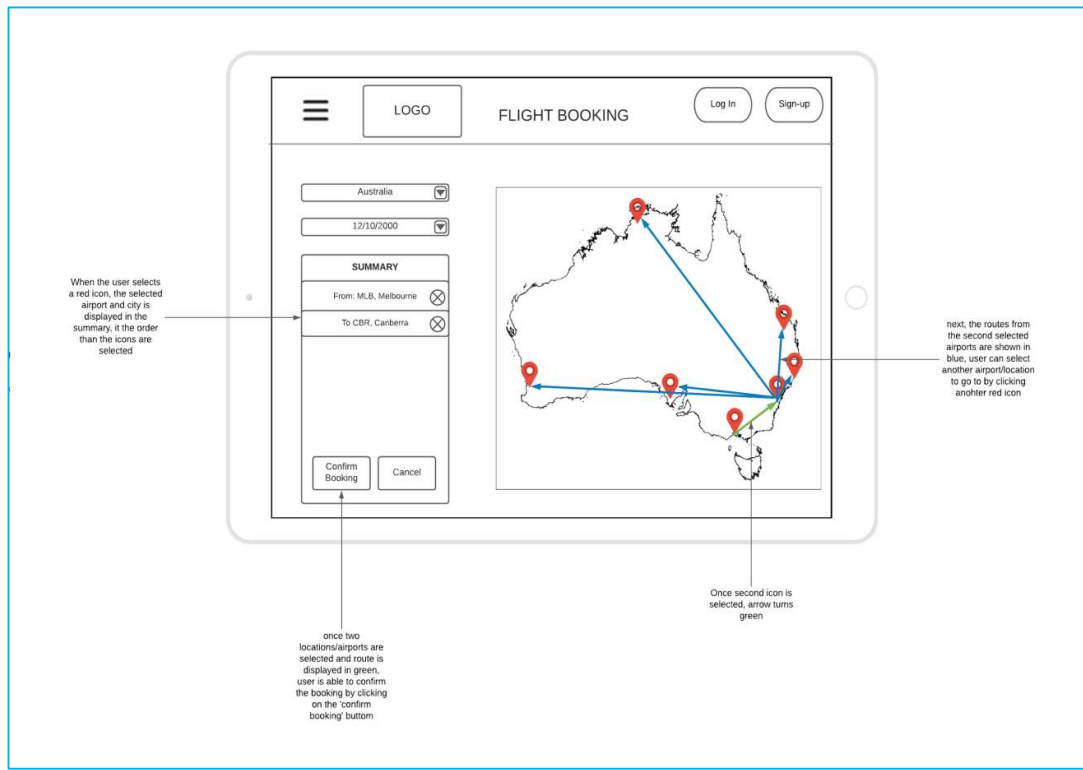 LOGO
FLIGHT BOOKING
Log In
Sign-up
Australia
12/10/2000
SUMMARY
From: MLB, Melbourne
To CBR, Canberra
Confirm
Booking
Cancel
When the user selects
a red icon, the selected
airport and city is
displayed in the
summary, it the order
than the icons are
selected
next, the routes from
the second selected
airports are shown in
blue, user can select
another airport/location
to go to by clicking
anohter red icon
Once second icon is
selected, arrow turns
green
once two
locations/airports are
selected and route is
displayed in green,
user is able to confirm
the booking by clicking
on the 'confirm
booking' buttom